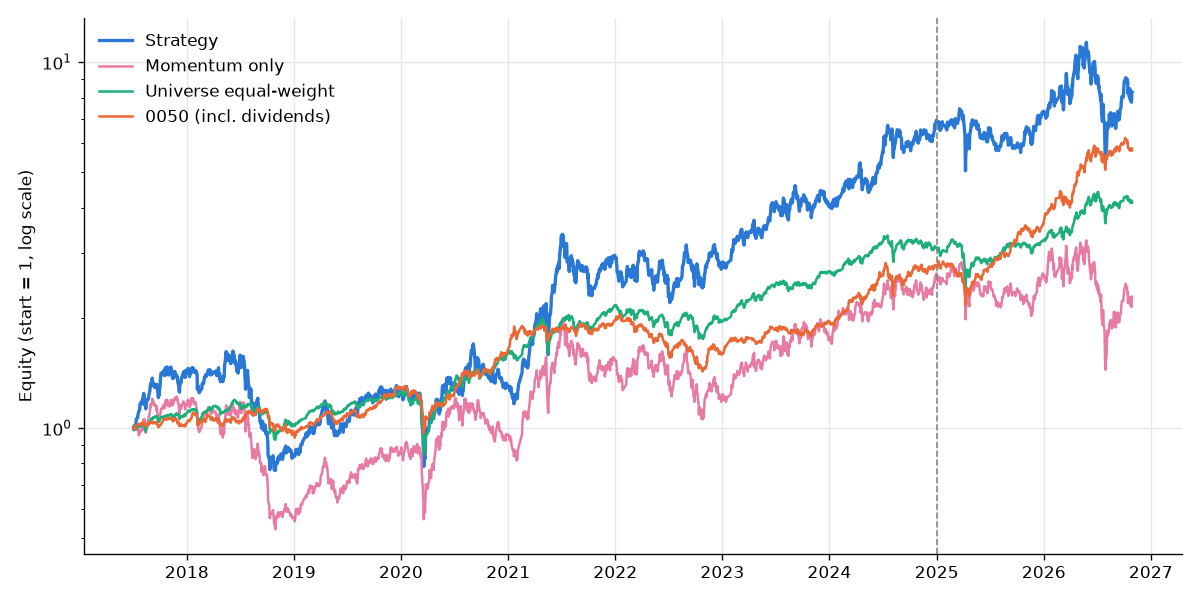 Strategy
Momentum only
Universe equal-weight
0050 (incl. dividends)
10¹
10⁰
Equity (start = 1, log scale)
2018 2019 2020 2021 2022 2023 2024 2025 2026 2027